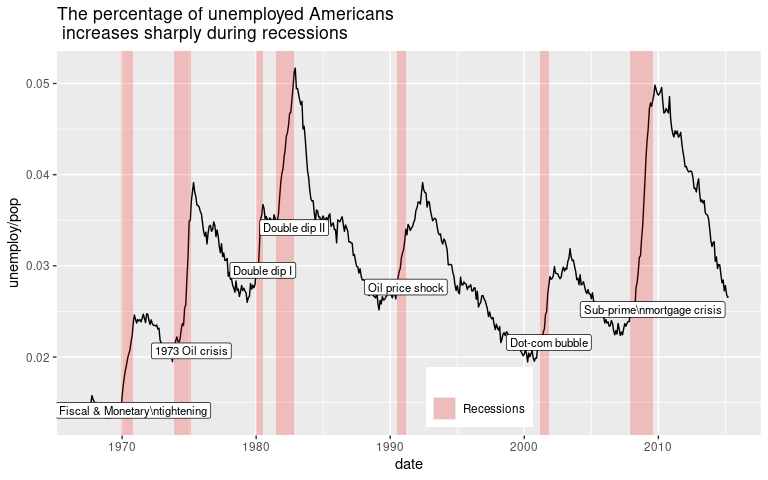 The percentage of unemployed Americans
increases sharply during recessions
unemploy/pop
0.05
0.04
0.03
0.02
Double dip II
Double dip I
Oil price shock
Sub-prime\nmortgage crisis
Dot-com bubble
1973 Oil crisis
Fiscal & Monetary\ntightening
Recessions
1970
1980
1990
2000
2010
date